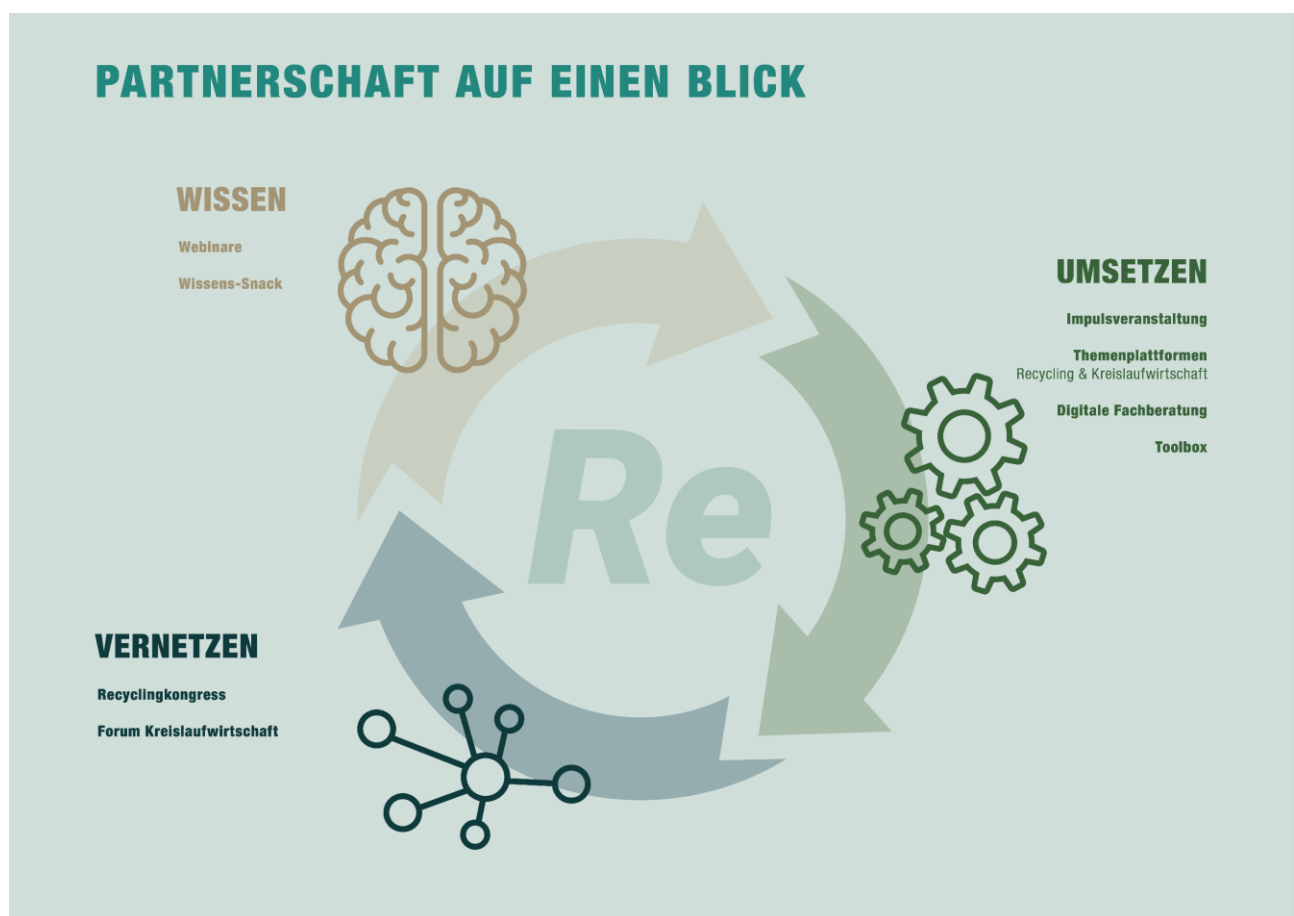 PARTNERSCHAFT AUF EINEN BLICK
WISSEN
Webinare
Wissens-Snack
UMSETZEN
Impulsveranstaltung
Themenplattformen
Recycling & Kreislaufwirtschaft
Digitale Fachberatung
Toolbox
Re
VERNETZEN
Recyclingkongress
Forum Kreislaufwirtschaft